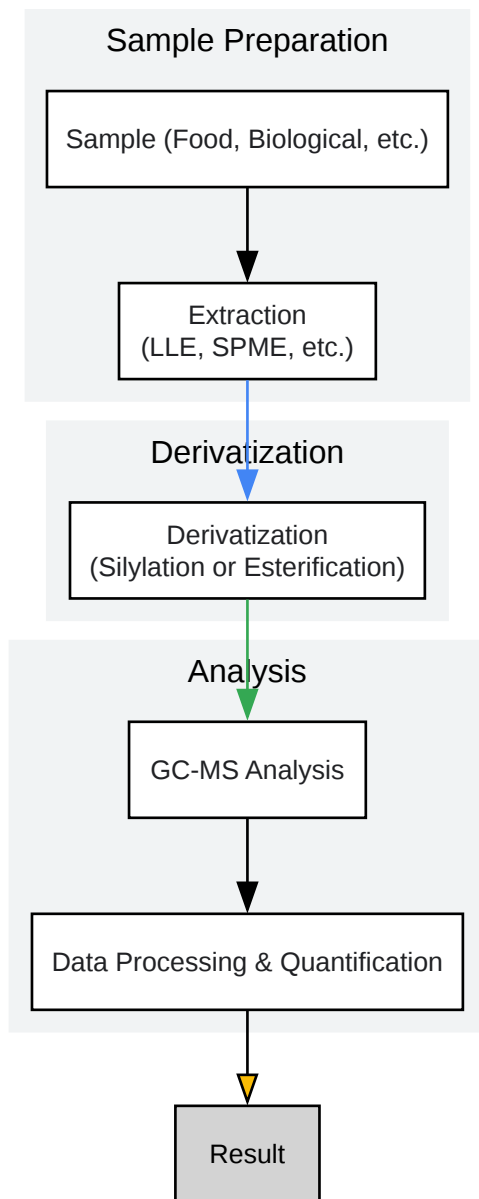 Sample Preparation
Sample (Food, Biological, etc.)
Extraction
(LLE, SPME, etc.)
Derivatization
Derivatization
(Silylation or Esterification)
Analysis
GC-MS Analysis
Data Processing & Quantification
Result